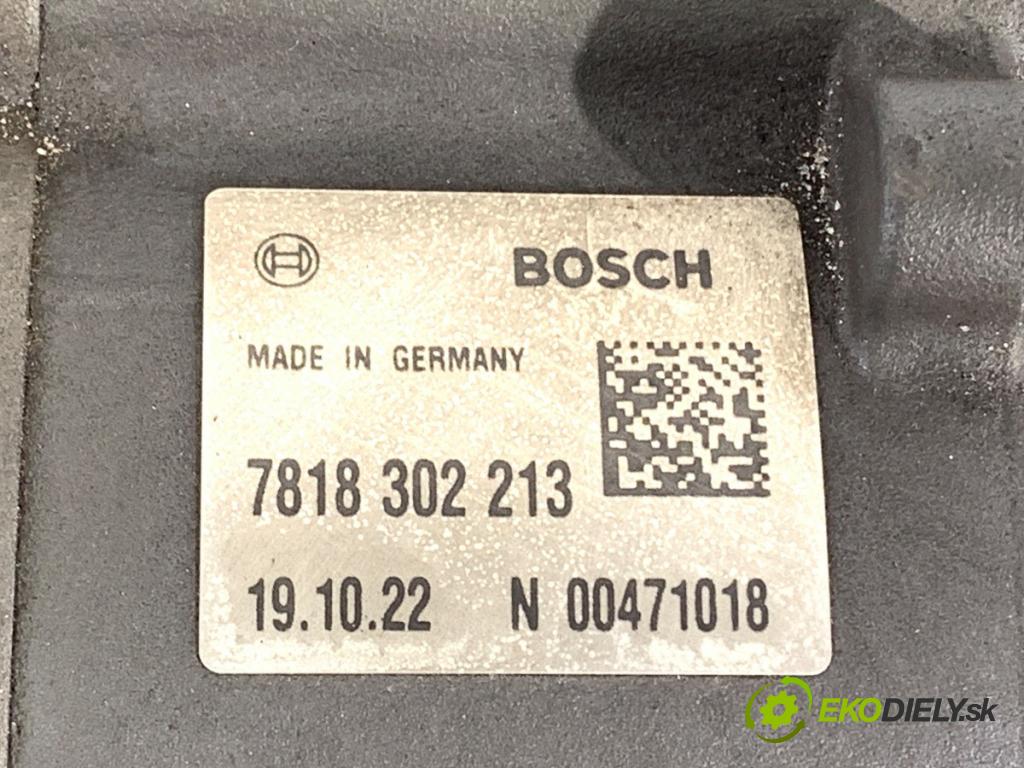 BOSCH
MADE IN GERMANY
7818 302 213
19.10.22 N 00471018
EKODIELY.sk